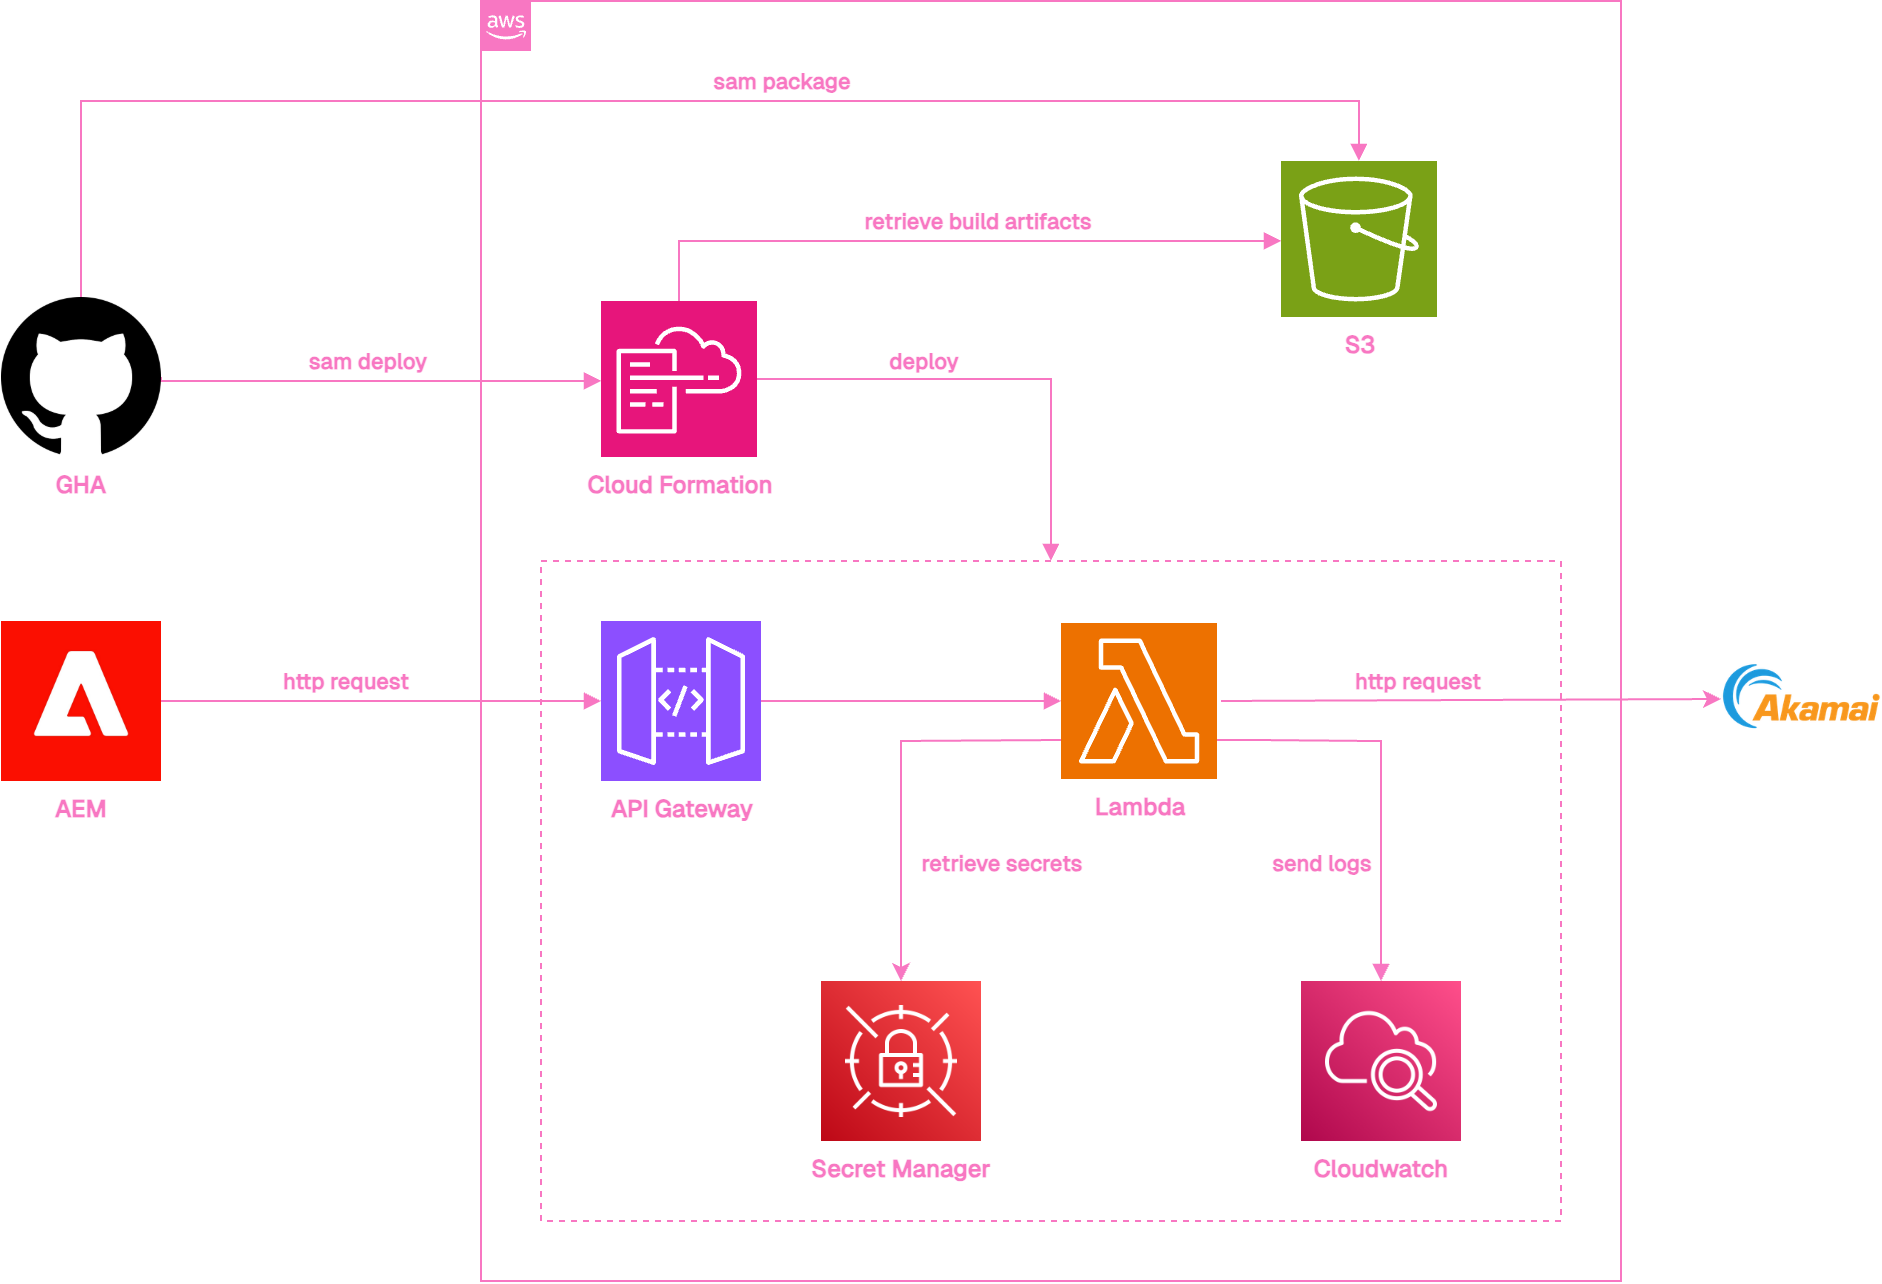 aws
sam package
retrieve build artifacts
S3
sam deploy
deploy
GHA
Cloud Formation
http request
</>
http request
Akamai
AEM
API Gateway
Lambda
retrieve secrets
send logs
Secret Manager
Cloudwatch